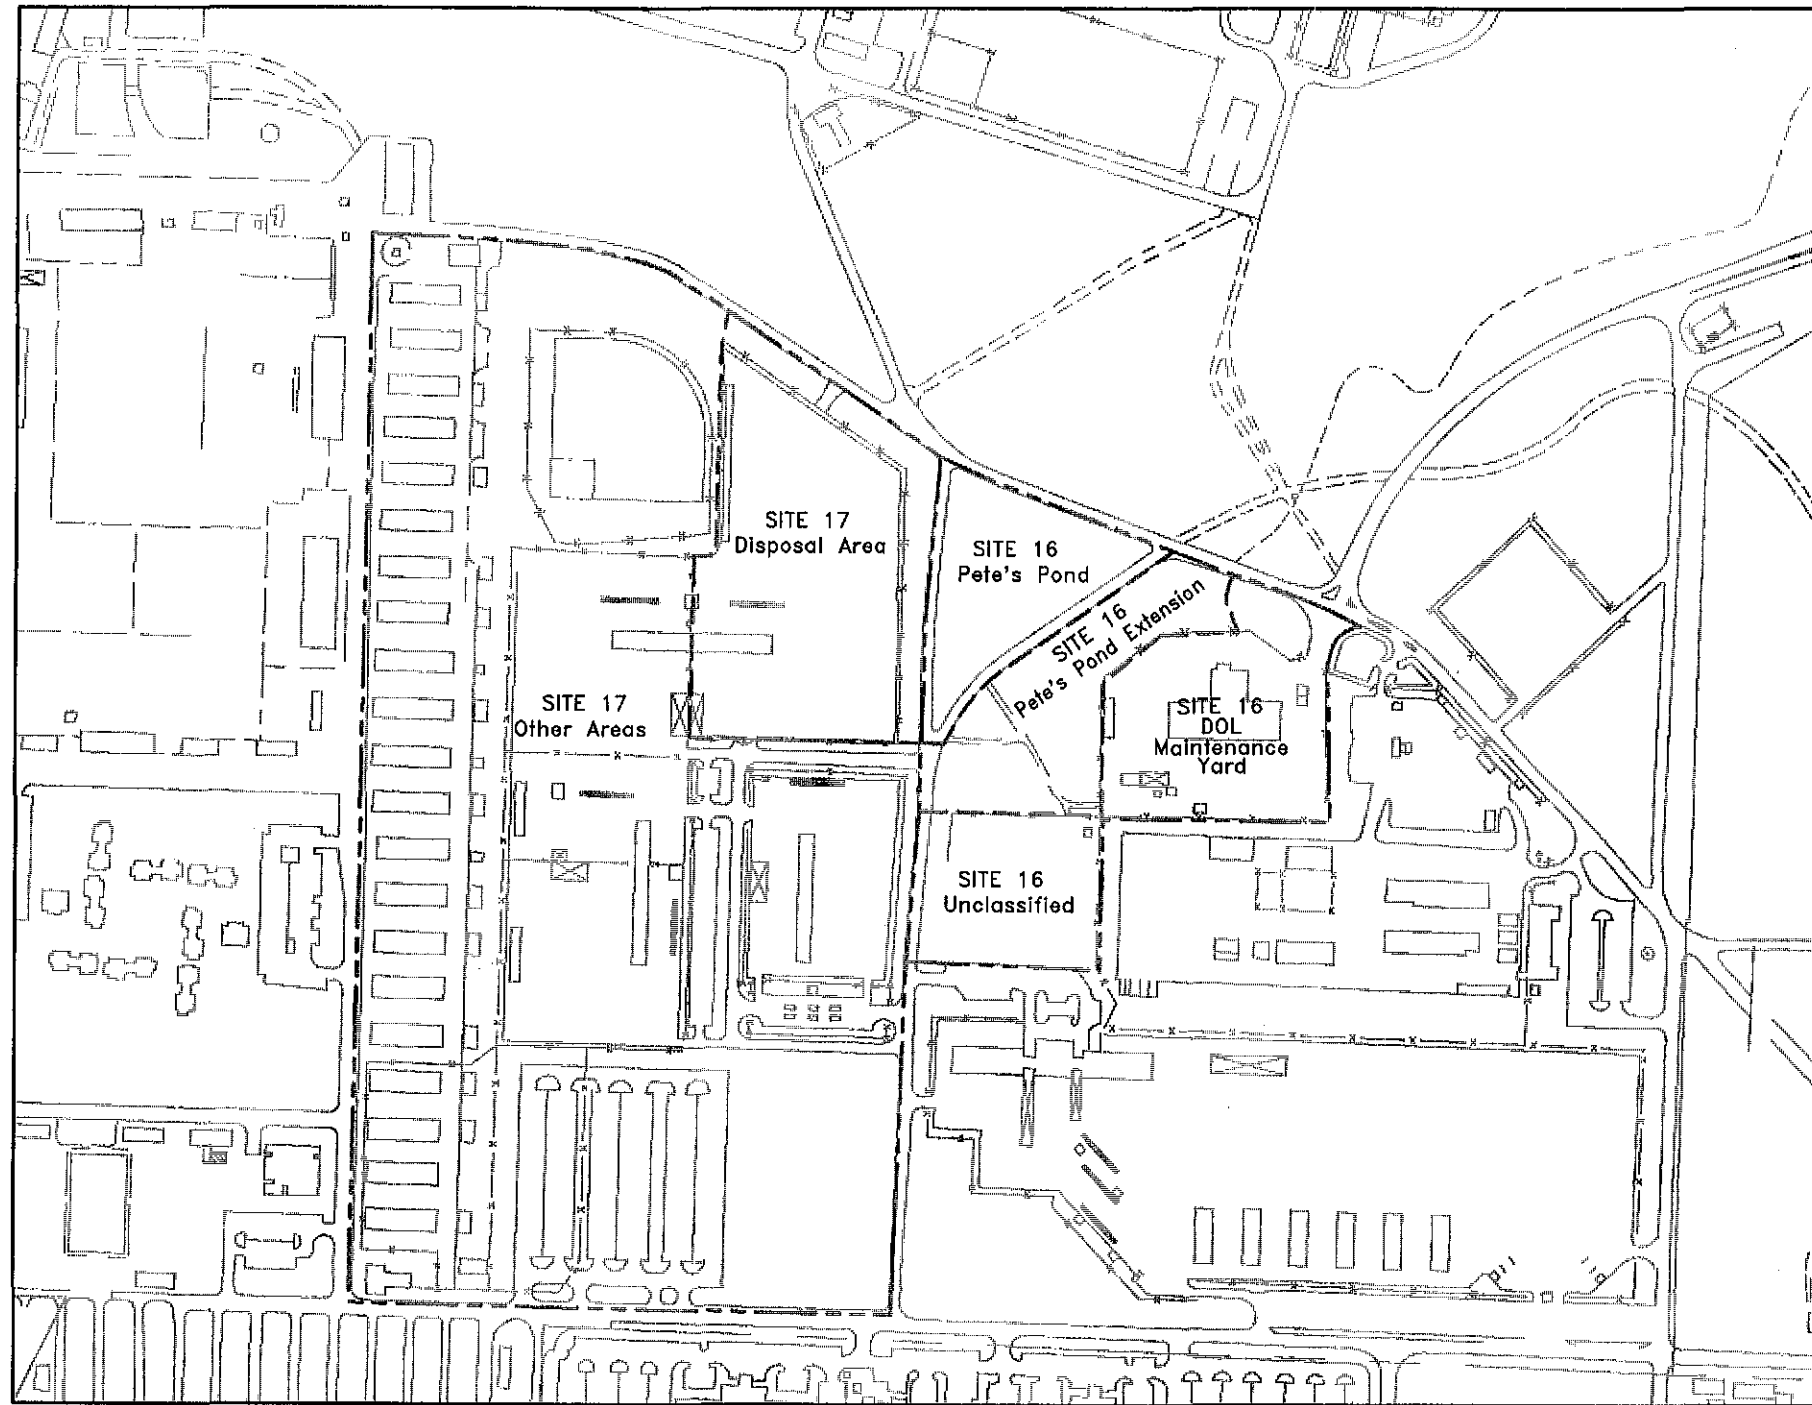 SITE 17
Disposal Area
SITE 16
Pete's Pond
SITE 16
Pete's Pond Extension
SITE 17
Other Areas
SITE 16
DOL
Maintenance
Yard
SITE 16
Unclassified